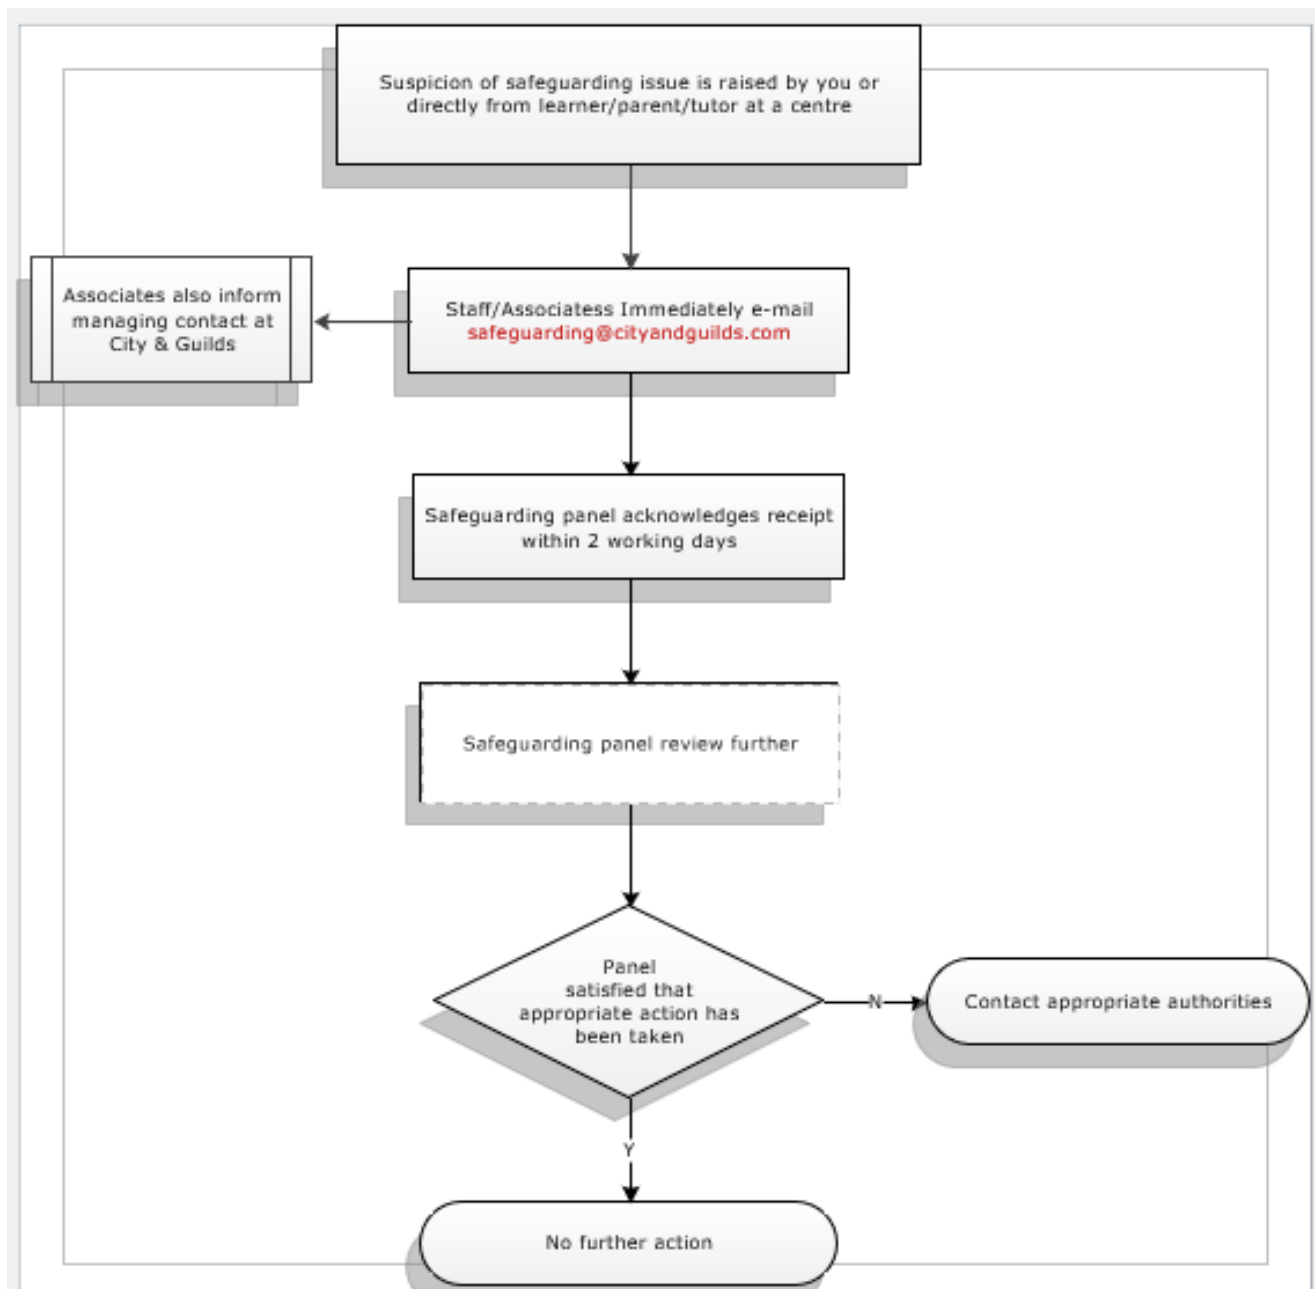 Suspicion of safeguarding issue is raised by you or
directly from learner/parent/tutor at a centre
Associates also inform
managing contact at
City & Guilds
Staff/Associatess Immediately e-mail
safeguarding@cityandguilds.com
Safeguarding panel acknowledges receipt
within 2 working days
Safeguarding panel review further
Panel
satisfied that
appropriate action has
been taken
N
Contact appropriate authorities
Y
No further action